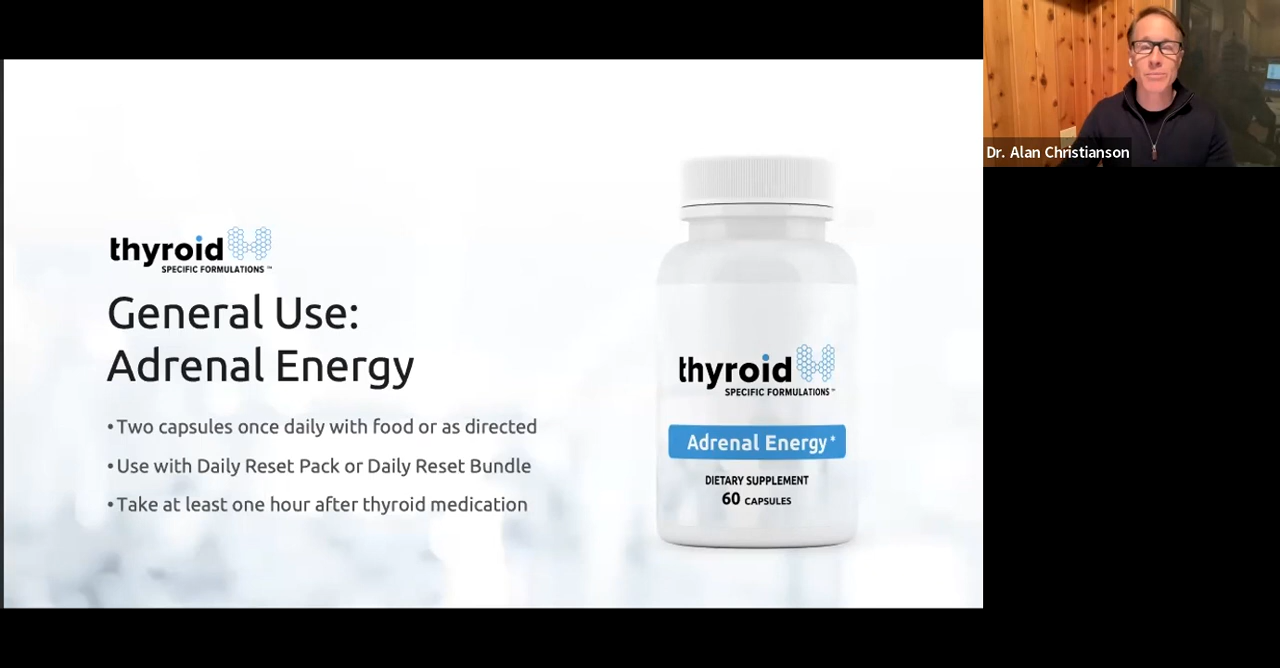 thyroid
SPECIFIC FORMULATIONS™
General Use:
Adrenal Energy
•Two capsules once daily with food or as directed
•Use with Daily Reset Pack or Daily Reset Bundle
•Take at least one hour after thyroid medication
thyroid
SPECIFIC FORMULATIONS™
Adrenal Energy*
DIETARY SUPPLEMENT
60 CAPSULES
Dr. Alan Christianson